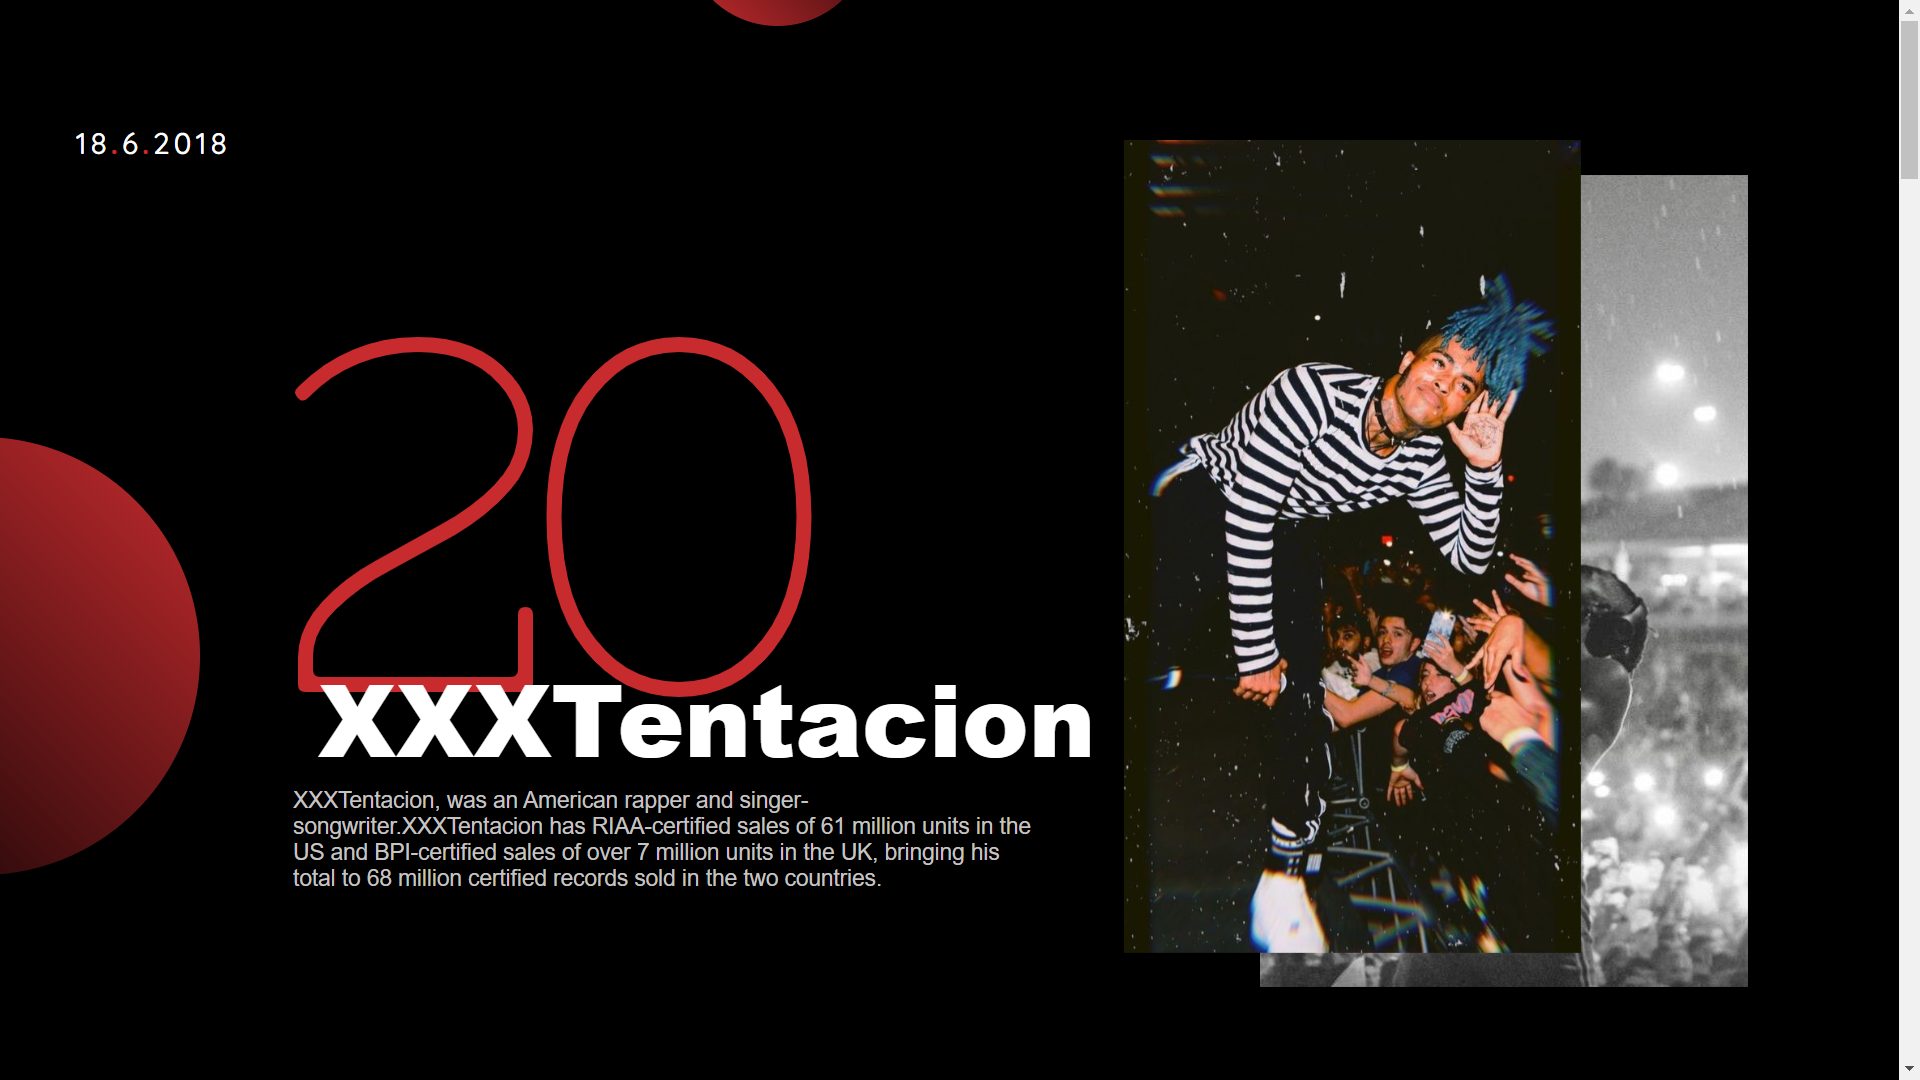 18.6.2018
20
XXXTentacion
XXXTentacion, was an American rapper and singer-
songwriter.XXXTentacion has RIAA-certified sales of 61 million units in the
US and BPI-certified sales of over 7 million units in the UK, bringing his
total to 68 million certified records sold in the two countries.